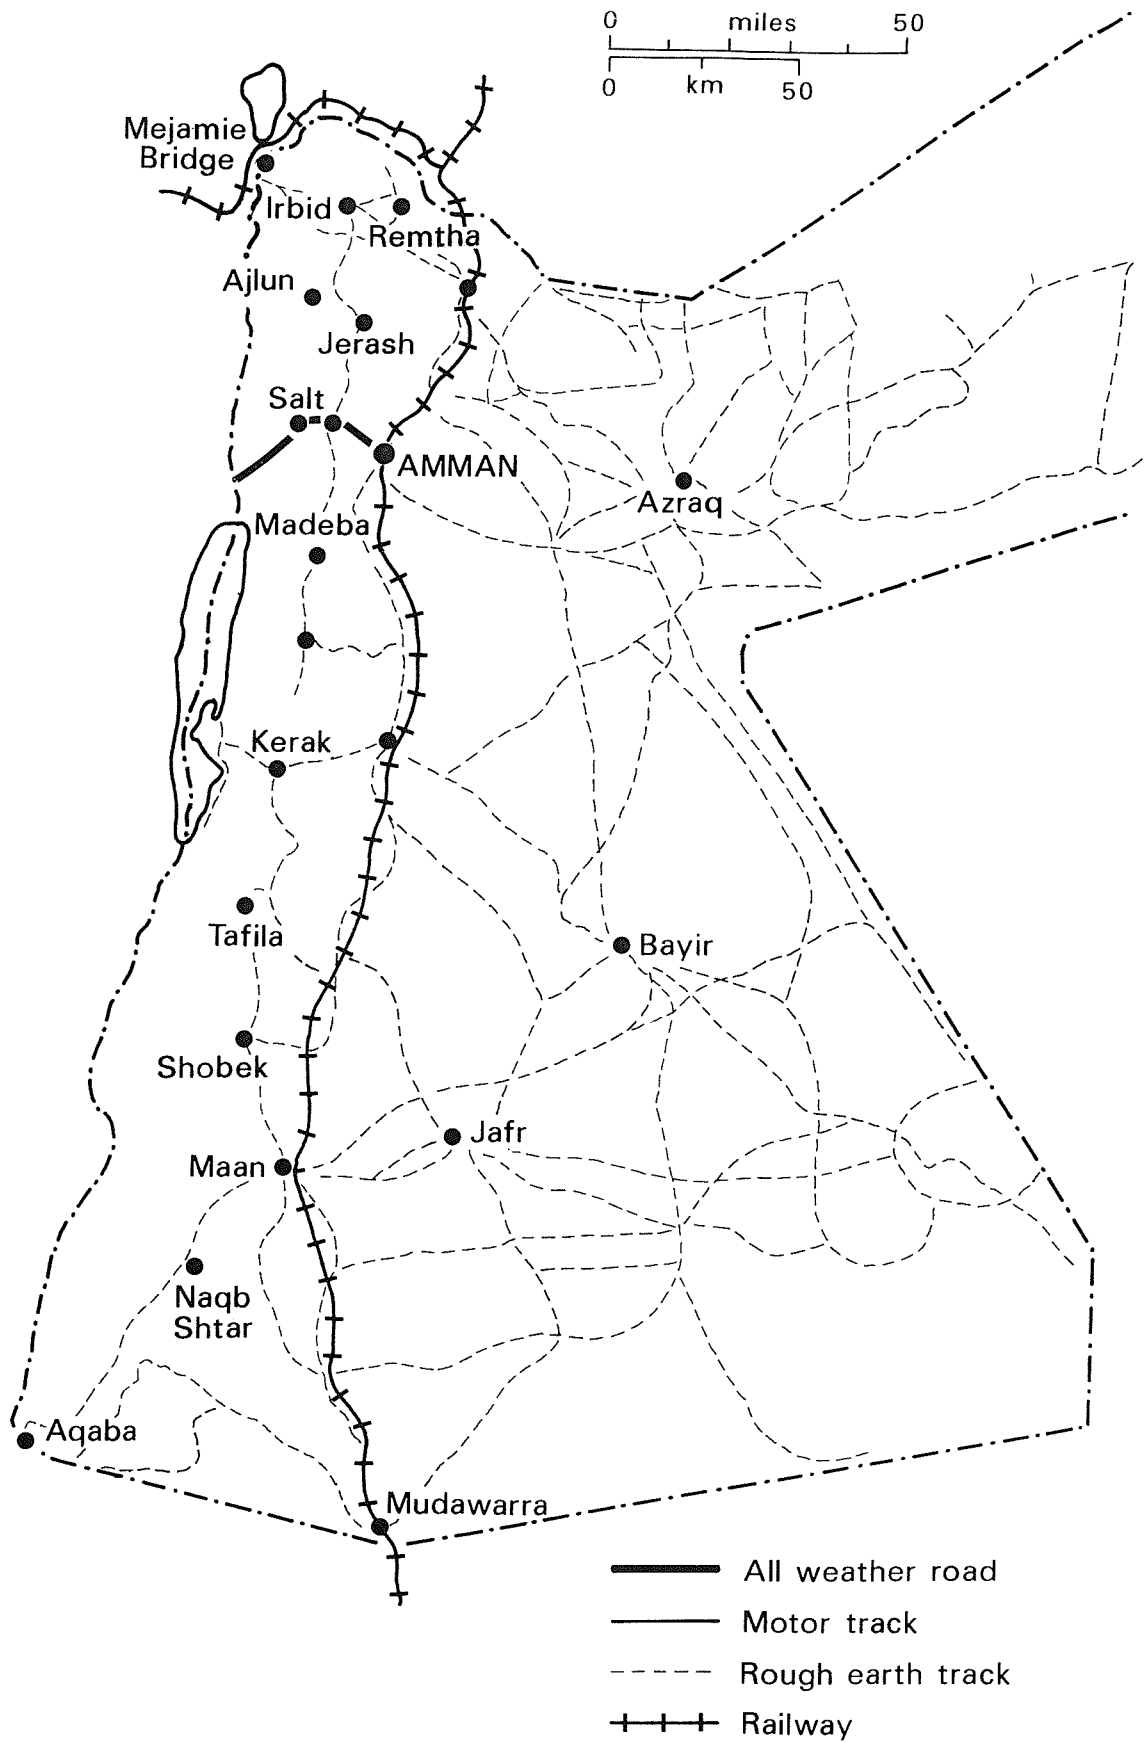 0 miles 50
0 km 50
Mejamie
Bridge
Irbid
Remtha
Ajlun
Jerash
Salt
AMMAN
Azraq
Madeba
Kerak
Tafila
Bayir
Shobek
Jafr
Maan
Naqb
Shtar
Aqaba
Mudawarra
All weather road
Motor track
Rough earth track
Railway